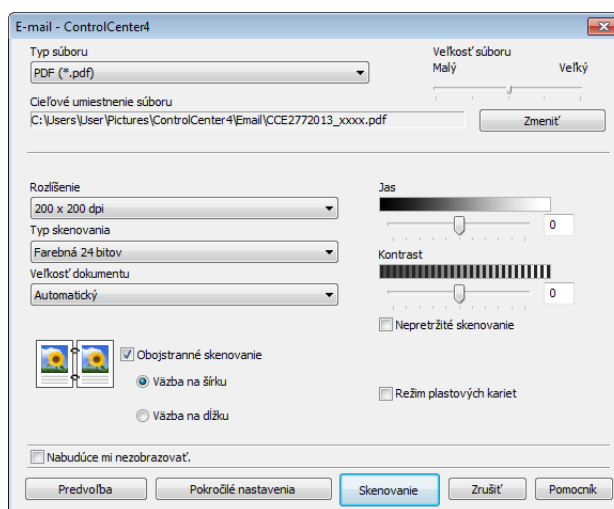 E-mail - ControlCenter4
Typ súboru
PDF (*.pdf)
Veľkosť súboru
Malý Veľký
Cieľové umiestnenie súboru
C:\Users\User\Pictures\ControlCenter4\Email\CCE2772013_xxxx.pdf
Zmeniť
Rozlíšenie
200 x 200 dpi
Typ skenovania
Farebná 24 bitov
Veľkosť dokumentu
Automatický
Jas
0
Kontrast
0
Nepretržité skenovanie
Obojstranné skenovanie
Väzba na šírku
Väzba na dĺžku
Režim plastových kariet
Nabudúce mi nezobrazovať.
Predvoľba Pokročilé nastavenia Skenovanie Zrušiť Pomocník